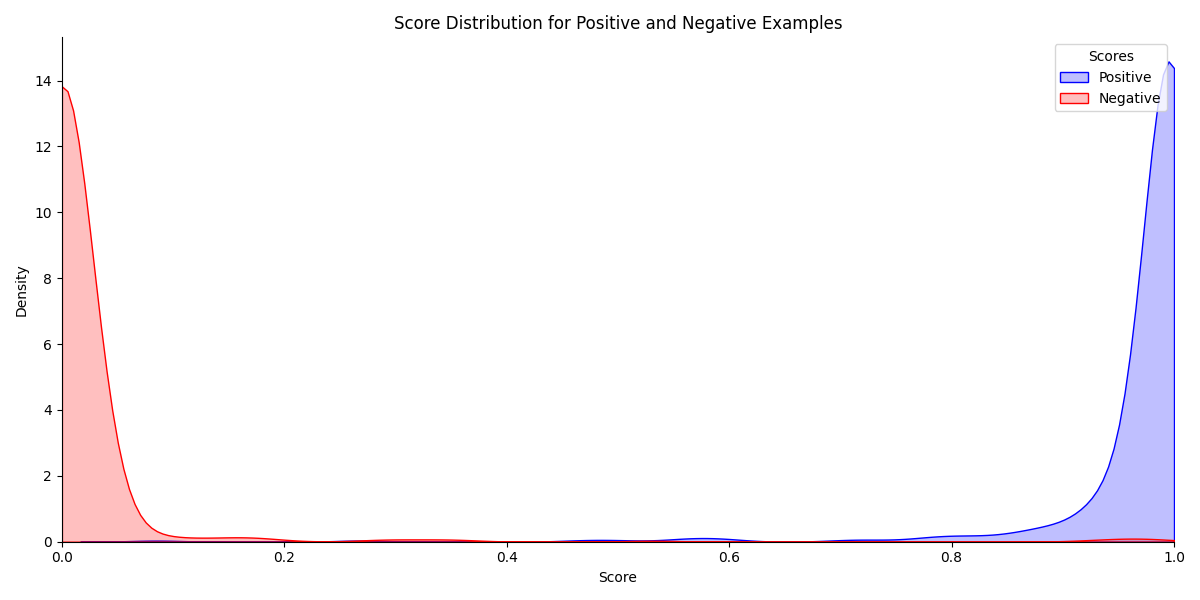 Score Distribution for Positive and Negative Examples
Scores
Positive
Negative
Density
14
12
10
8
6
4
2
0
0.0 0.2 0.4 0.6 0.8 1.0
Score